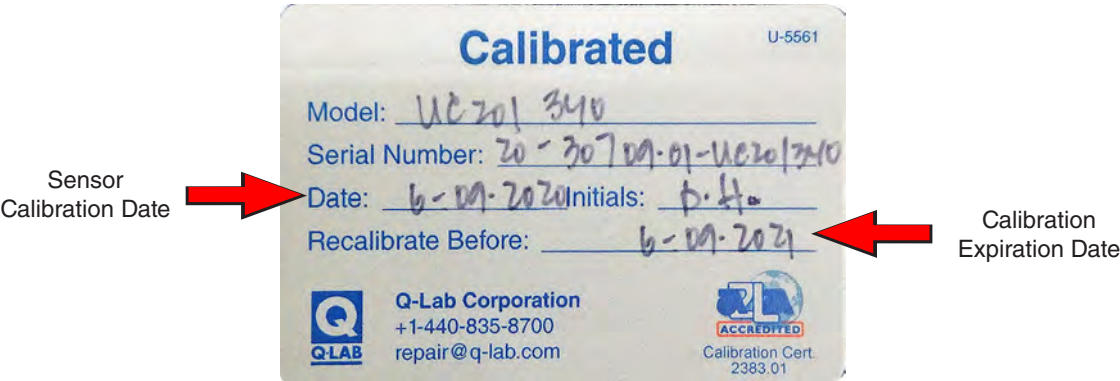 Calibrated
U-5561
Model: UC201 340
Serial Number: 20-30709-01-UC201340
Sensor
Calibration Date
Date: 6-09-2020 Initials: D.H.
Calibration
Expiration Date
Recalibrate Before: 6-09-2021
Q-LAB
Q-Lab Corporation
+1-440-835-8700
repair@q-lab.com
A2LA
ACCREDITED
Calibration Cert.
2383.01